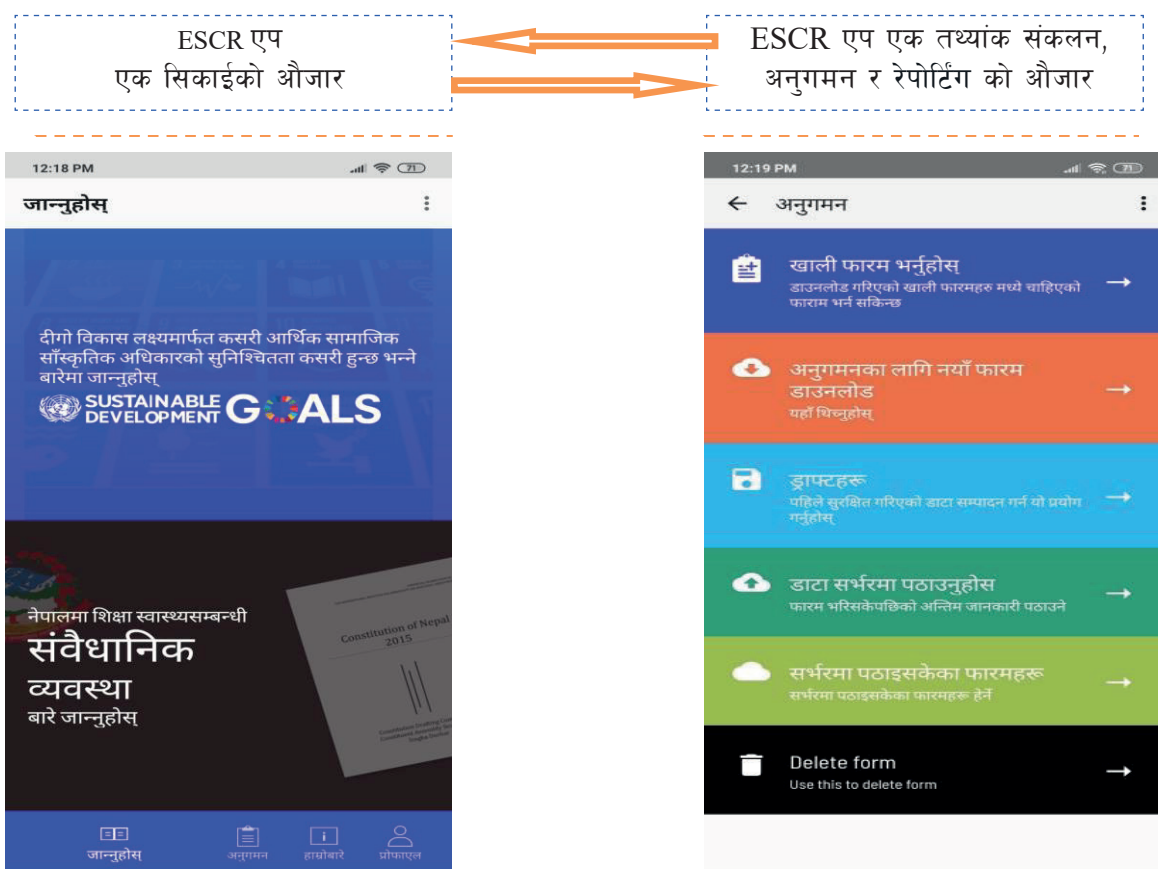 ESCR एप
एक सिकाईको औजार
ESCR एप एक तथ्यांक संकलन,
अनुगमन र रेपोर्टिंग को औजार
12:18 PM
71
जान्नुहोस्
दीगो विकास लक्ष्यमार्फत कसरी आर्थिक सामाजिक
साँस्कृतिक अधिकारको सुनिश्चितता कसरी हुन्छ भन्ने
बारेमा जान्नुहोस्
SUSTAINABLE
DEVELOPMENT GOALS
नेपालमा शिक्षा स्वास्थ्यसम्बन्धी
संवैधानिक
व्यवस्था
बारे जान्नुहोस्
Constitution of Nepal
2015
जान्नुहोस्
अनुगमन
हाम्रोबारे
प्रोफाएल
12:19 PM
71
अनुगमन
खाली फारम भर्नुहोस्
डाउनलोड गरिएको खाली फारमहरु मध्ये चाहिएको
फाराम भर्न सकिन्छ
अनुगमनका लागि नयाँ फारम
डाउनलोड
यहाँ थिच्नुहोस्
ड्राफ्टहरू
पहिले सुरक्षित गरिएको डाटा सम्पादन गर्न यो प्रयोग
गर्नुहोस्
डाटा सर्भरमा पठाउनुहोस
फारम भरिसकेपछिको अन्तिम जानकारी पठाउने
सर्भरमा पठाइसकेका फारमहरू
सर्भरमा पठाइसकेका फारमहरू हेर्ने
Delete form
Use this to delete form